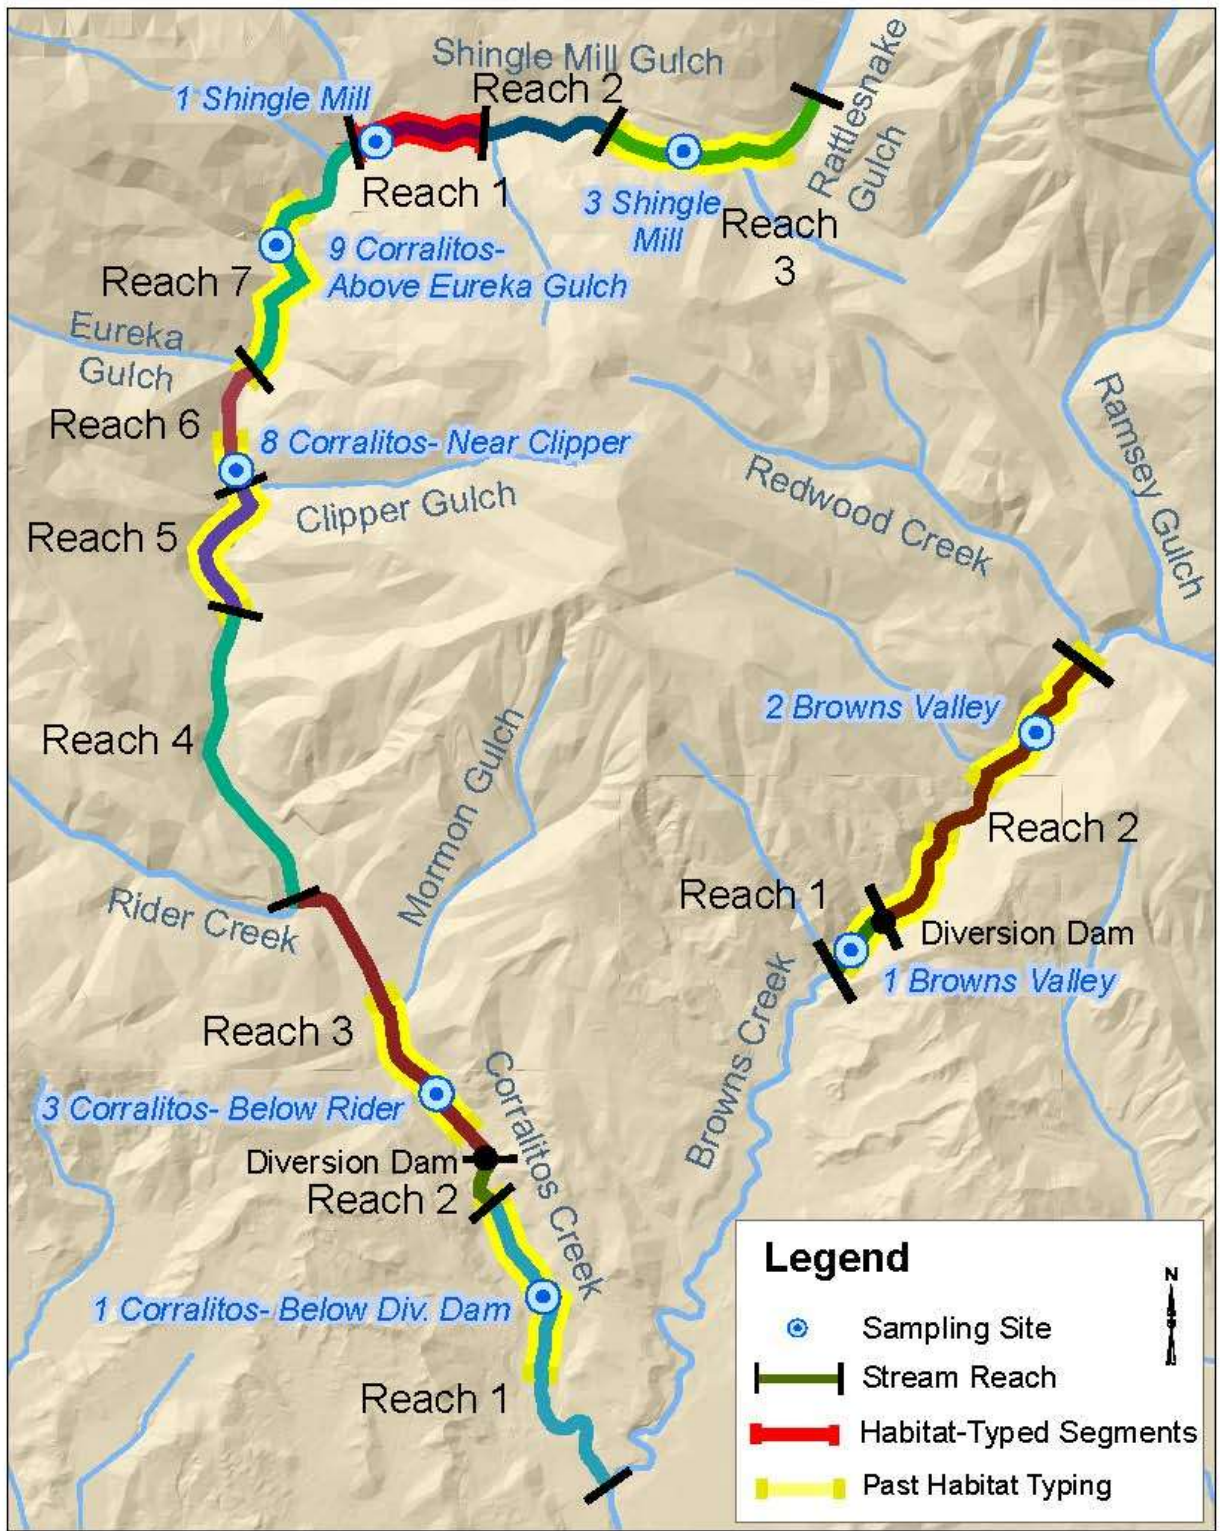 Shingle Mill Gulch
Rattlesnake
Gulch
1 Shingle Mill
Reach 2
Reach 1
3 Shingle
Mill
Reach
3
9 Corralitos-
Above Eureka Gulch
Reach 7
Eureka
Gulch
Reach 6
8 Corralitos- Near Clipper
Clipper Gulch
Redwood Creek
Ramsey Gulch
Reach 5
2 Browns Valley
Reach 4
Mormon Gulch
Reach 2
Reach 1
Rider Creek
Diversion Dam
1 Browns Valley
Browns Creek
Reach 3
Corralitos Creek
3 Corralitos- Below Rider
Diversion Dam
Reach 2
1 Corralitos- Below Div. Dam
Reach 1
Legend
N
Sampling Site
Stream Reach
Habitat-Typed Segments
Past Habitat Typing